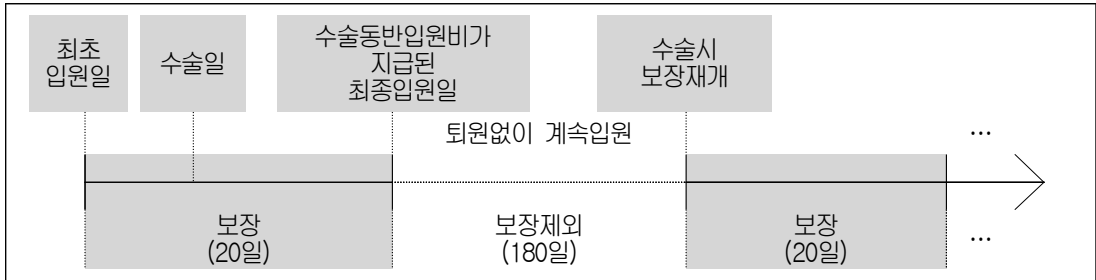 최초
입원일
수술일
수술동반입원비가
지급된
최종입원일
수술시
보장재개
퇴원없이 계속입원
…
보장
(20일)
보장제외
(180일)
보장
(20일)
…